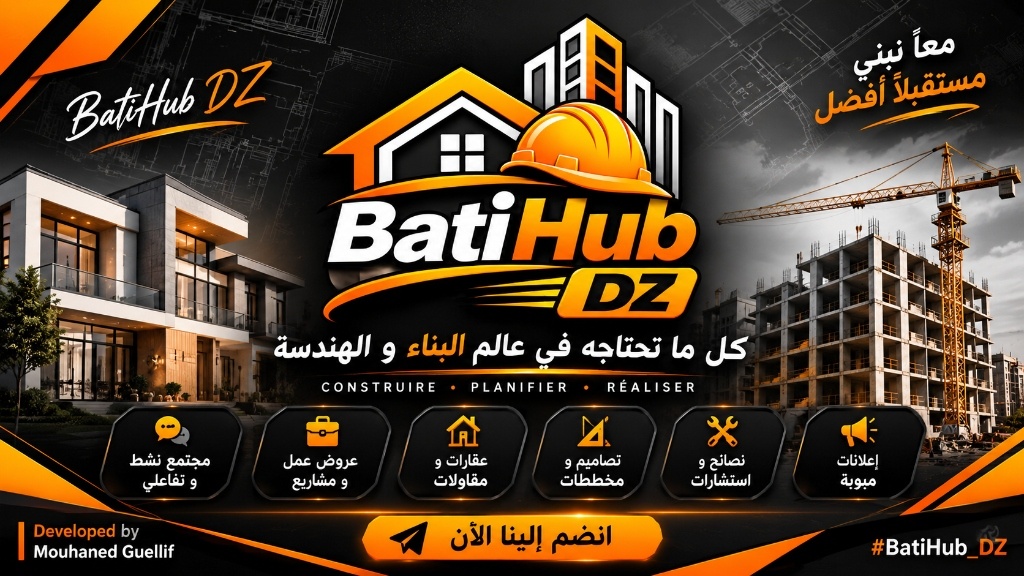 BatiHub DZ
معاً نبني
مستقبلاً أفضل
BatiHub
DZ
كل ما تحتاجه في عالم البناء و الهندسة
CONSTRUIRE • PLANIFIER • RÉALISER
إعلانات
مبوبة
نصائح و
استشارات
تصاميم و
مخططات
عقارات و
مقاولات
عروض عمل
و مشاريع
مجتمع نشط
و تفاعلي
انضم إلينا الأن
Developed by
Mouhaned Guellif
#BatiHub_DZ